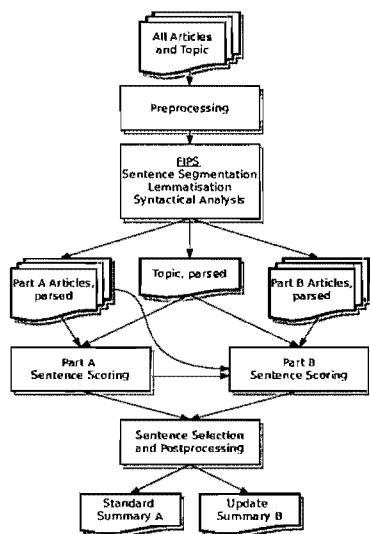 All Articles
and Topic
Preprocessing
FIPS
Sentence Segmentation
Lemmatisation
Syntactical Analysis
Part A Articles,
parsed
Topic, parsed
Part B Articles,
parsed
Part A
Sentence Scoring
Part B
Sentence Scoring
Sentence Selection
and Postprocessing
Standard
Summary A
Update
Summary B